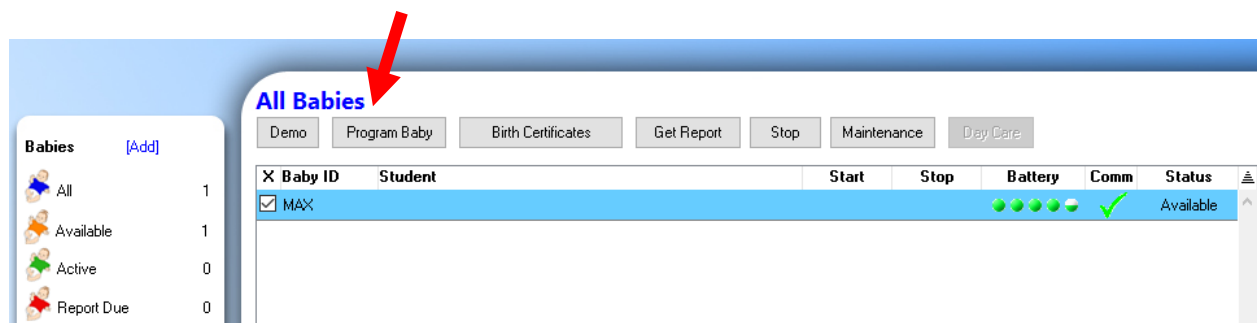 All Babies
Demo Program Baby Birth Certificates Get Report Stop Maintenance Day Care
Babies [Add]
All 1
Available 1
Active 0
Report Due 0
X Baby ID Student Start Stop Battery Comm Status
MAX Available